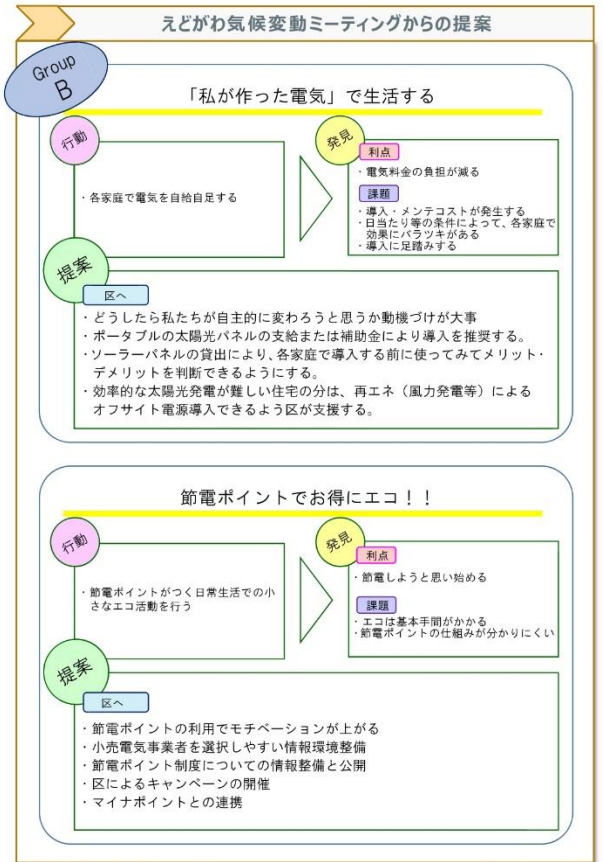 えどがわ気候変動ミーティングからの提案
Group
B
「私が作った電気」で生活する
行動
・各家庭で電気を自給自足する
発見
利点
・電気料金の負担が減る
課題
・導入・メンテコストが発生する
・日当たり等の条件によって、各家庭で
効果にバラツキがある
・導入に足踏みする
提案
区へ
・どうしたら私たちが自主的に変わろうと思うか動機づけが大事
・ポータブルの太陽光パネルの支給または補助金により導入を推奨する。
・ソーラーパネルの貸出により、各家庭で導入する前に使ってみてメリット・
デメリットを判断できるようにする。
・効率的な太陽光発電が難しい住宅の分は、再エネ（風力発電等）による
オフサイト電源導入できるよう区が支援する。
節電ポイントでお得にエコ！！
行動
・節電ポイントがつく日常生活での小
さなエコ活動を行う
発見
利点
・節電しようと思い始める
課題
・エコは基本手間がかかる
・節電ポイントの仕組みが分かりにくい
提案
区へ
・節電ポイントの利用でモチベーションが上がる
・小売電気事業者を選択しやすい情報環境整備
・節電ポイント制度についての情報整備と公開
・区によるキャンペーンの開催
・マイナポイントとの連携